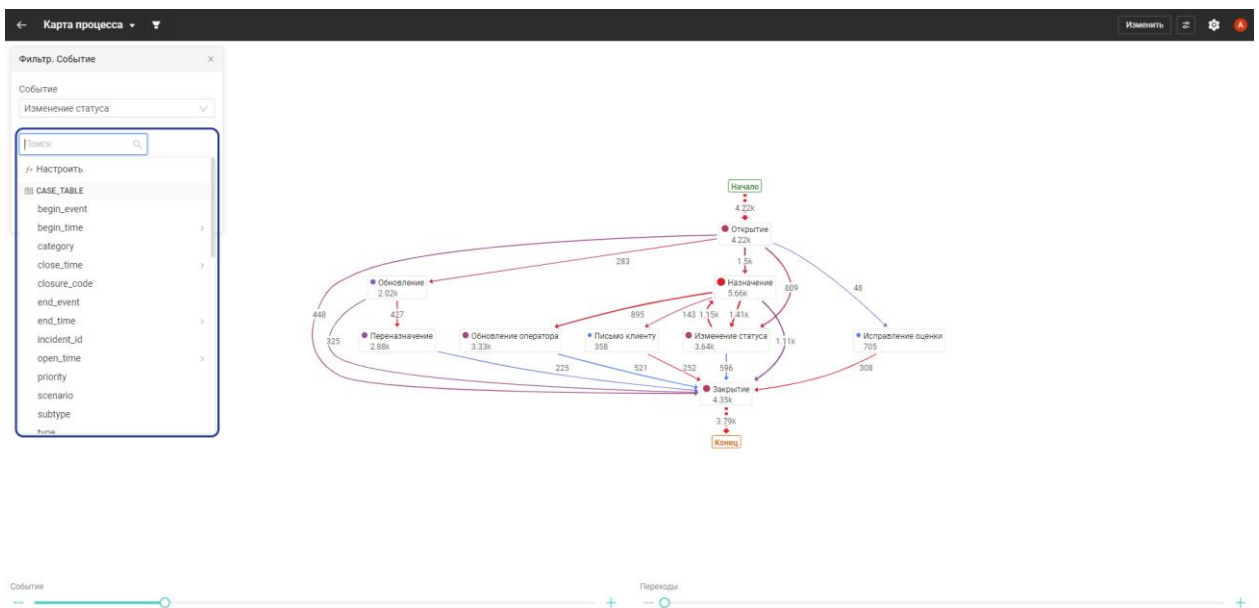 Карта процесса
Изменить
A
Фильтр. Событие
Событие
Изменение статуса
Поиск
Настроить
CASE_TABLE
begin_event
begin_time
category
close_time
closure_code
end_event
end_time
incident_id
open_time
priority
scenario
subtype
type
Начало
4.22k
Открытие
4.22k
283
1.5k
809
48
Обновление
2.02k
Назначение
5.66k
448
427
895
143 1.15k 1.41k
325
Переназначение
2.88k
Обновление оператора
3.33k
Письмо клиенту
358
Изменение статуса
3.64k
1.11k
Исправление оценки
705
225
521
252
596
308
Закрытие
4.35k
3.79k
Конец
События
Переходы